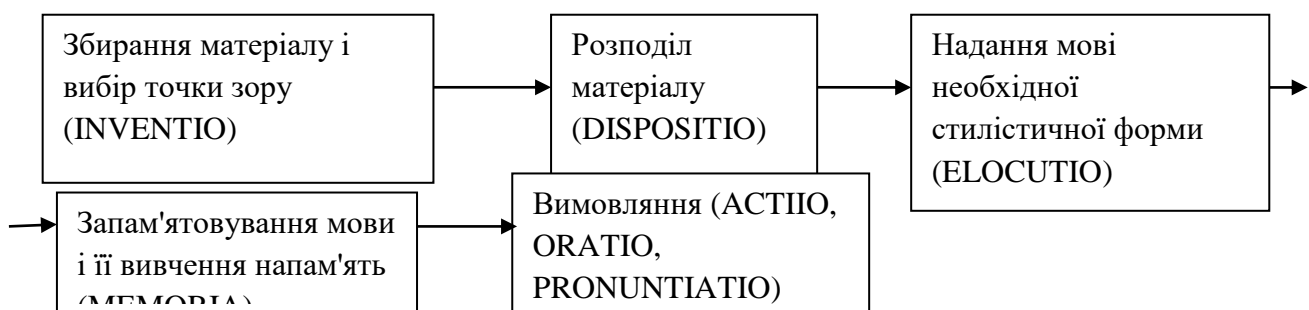 Збирання матеріалу і
вибір точки зору
(INVENTIO)
Розподіл
матеріалу
(DISPOSITIO)
Надання мові
необхідної
стилістичної форми
(ELOCUTIO)
Запам'ятовування мови
і її вивчення напам'ять
(MEMORIA)
Вимовляння (ACTIIO,
ORATIO,
PRONUNTIATIO)